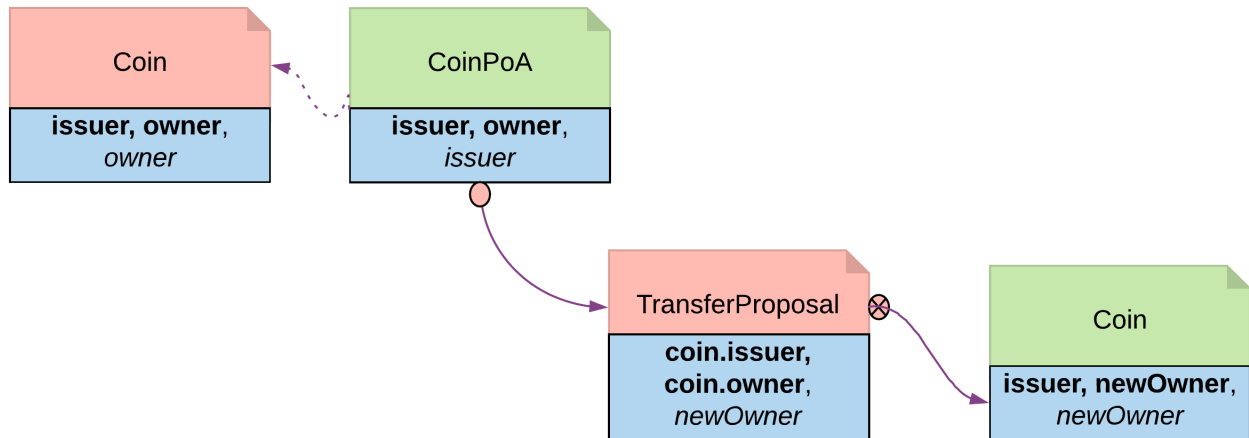 Coin
issuer, owner,
owner
CoinPoA
issuer, owner,
issuer
TransferProposal
coin.issuer,
coin.owner,
newOwner
Coin
issuer, newOwner,
newOwner